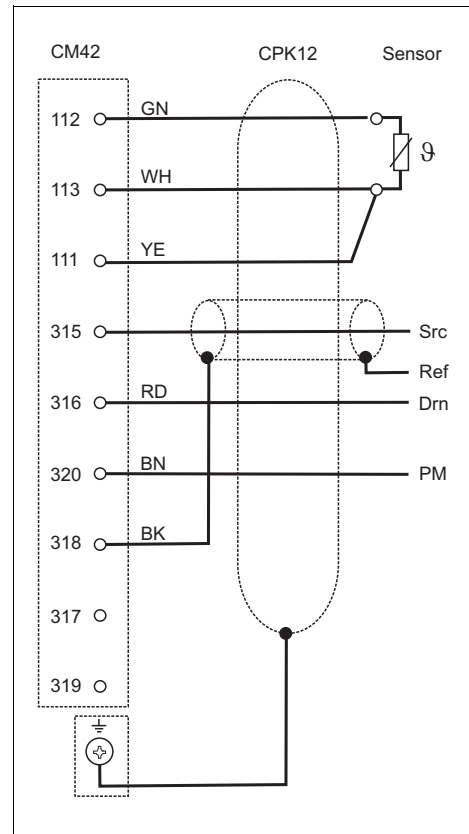 CM42 CPK12 Sensor
112 GN
ϑ
113 WH
111 YE
315 Src
Ref
316 RD Drn
320 BN PM
318 BK
317
319